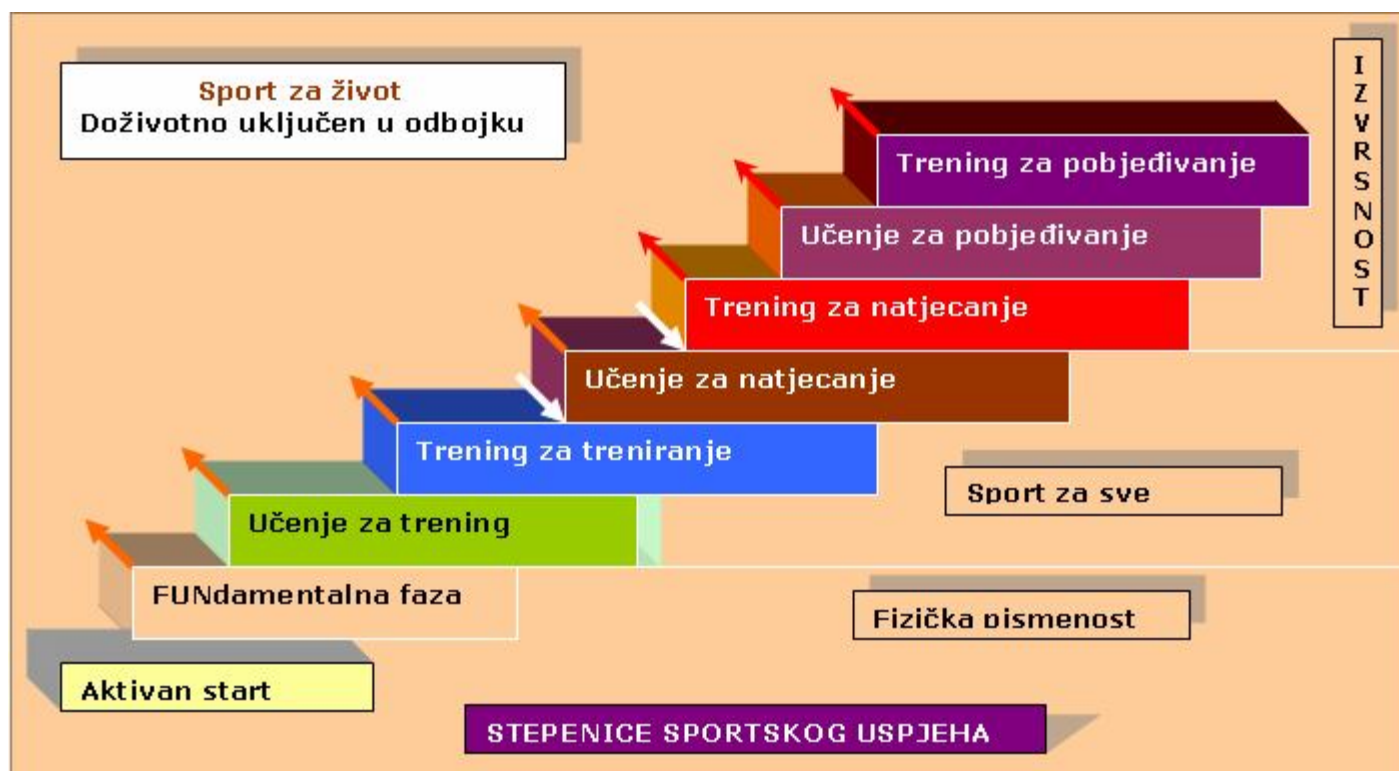 Sport za život
Doživotno uključen u odbojku
IZVRSNOST
Trening za pobjeđivanje
Učenje za pobjeđivanje
Trening za natjecanje
Učenje za natjecanje
Trening za treniranje
Sport za sve
Učenje za trening
FUNdamentalna faza
Fizička pismenost
Aktivan start
STEPENICE SPORTSKOG USPJEHA